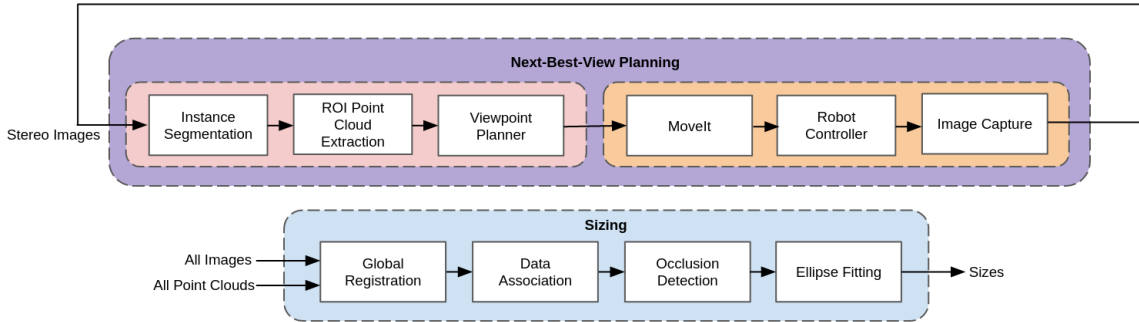 Next-Best-View Planning
Stereo Images
Instance
Segmentation
ROI Point
Cloud
Extraction
Viewpoint
Planner
MoveIt
Robot
Controller
Image Capture
Sizing
All Images
All Point Clouds
Global
Registration
Data
Association
Occlusion
Detection
Ellipse Fitting
Sizes